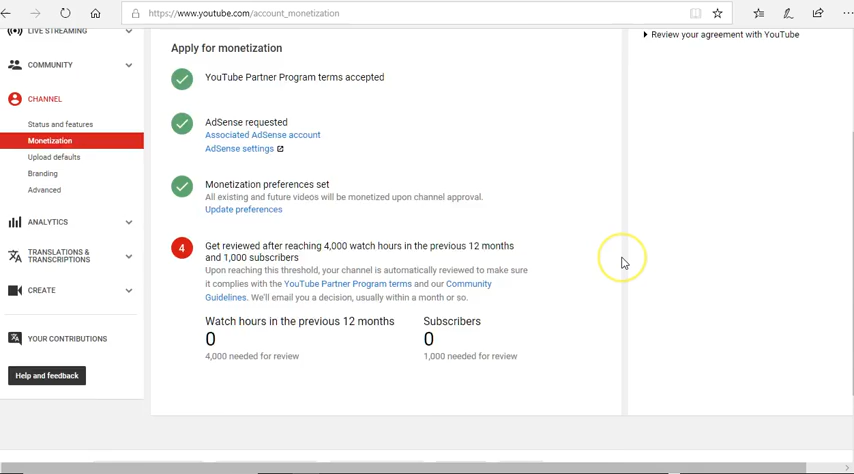 https://www.youtube.com/account_monetization
LIVE STREAMING
COMMUNITY
CHANNEL
Status and features
Monetization
Upload defaults
Branding
Advanced
ANALYTICS
TRANSLATIONS &
TRANSCRIPTIONS
CREATE
YOUR CONTRIBUTIONS
Help and feedback
Apply for monetization
YouTube Partner Program terms accepted
AdSense requested
Associated AdSense account
AdSense settings
Monetization preferences set
All existing and future videos will be monetized upon channel approval.
Update preferences
4
Get reviewed after reaching 4,000 watch hours in the previous 12 months
and 1,000 subscribers
Upon reaching this threshold, your channel is automatically reviewed to make sure
it complies with the YouTube Partner Program terms and our Community
Guidelines. We'll email you a decision, usually within a month or so.
Watch hours in the previous 12 months
0
4,000 needed for review
Subscribers
0
1,000 needed for review
Review your agreement with YouTube